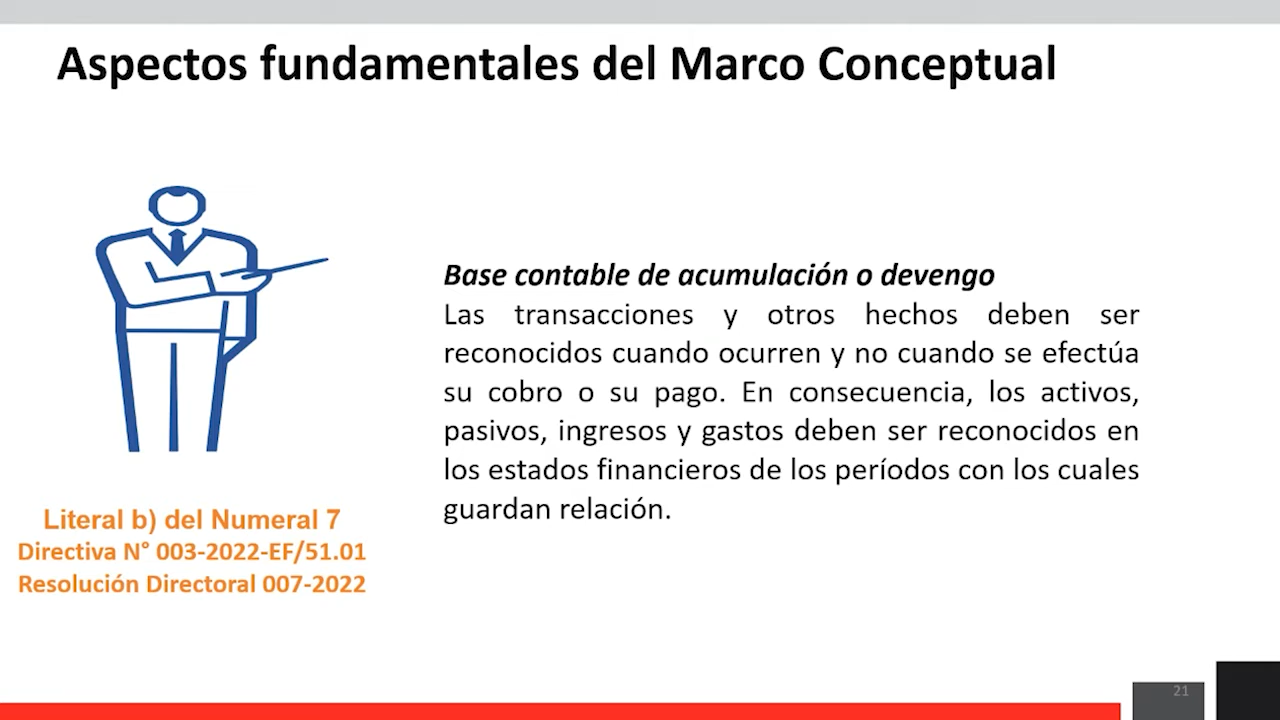 Aspectos fundamentales del Marco Conceptual
Base contable de acumulación o devengo
Las transacciones y otros hechos deben ser
reconocidos cuando ocurren y no cuando se efectúa
su cobro o su pago. En consecuencia, los activos,
pasivos, ingresos y gastos deben ser reconocidos en
los estados financieros de los períodos con los cuales
guardan relación.
Literal b) del Numeral 7
Directiva N° 003-2022-EF/51.01
Resolución Directoral 007-2022
21